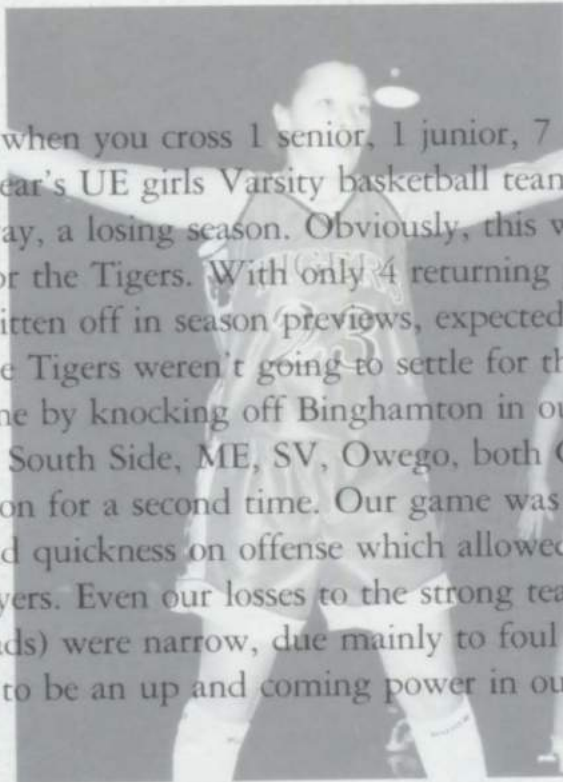 when you cross 1 senior, 1 junior, 7
ear's UE girls Varsity basketball team
ay, a losing season. Obviously, this w
or the Tigers. With only 4 returning
itten off in season previews, expected
e Tigers weren't going to settle for th
ne by knocking off Binghamton in ou
South Side, ME, SV, Owego, both
on for a second time. Our game was
d quickness on offense which allowed
yers. Even our losses to the strong tea
ds) were narrow, due mainly to foul
to be an up and coming power in ou
TIGERS
23